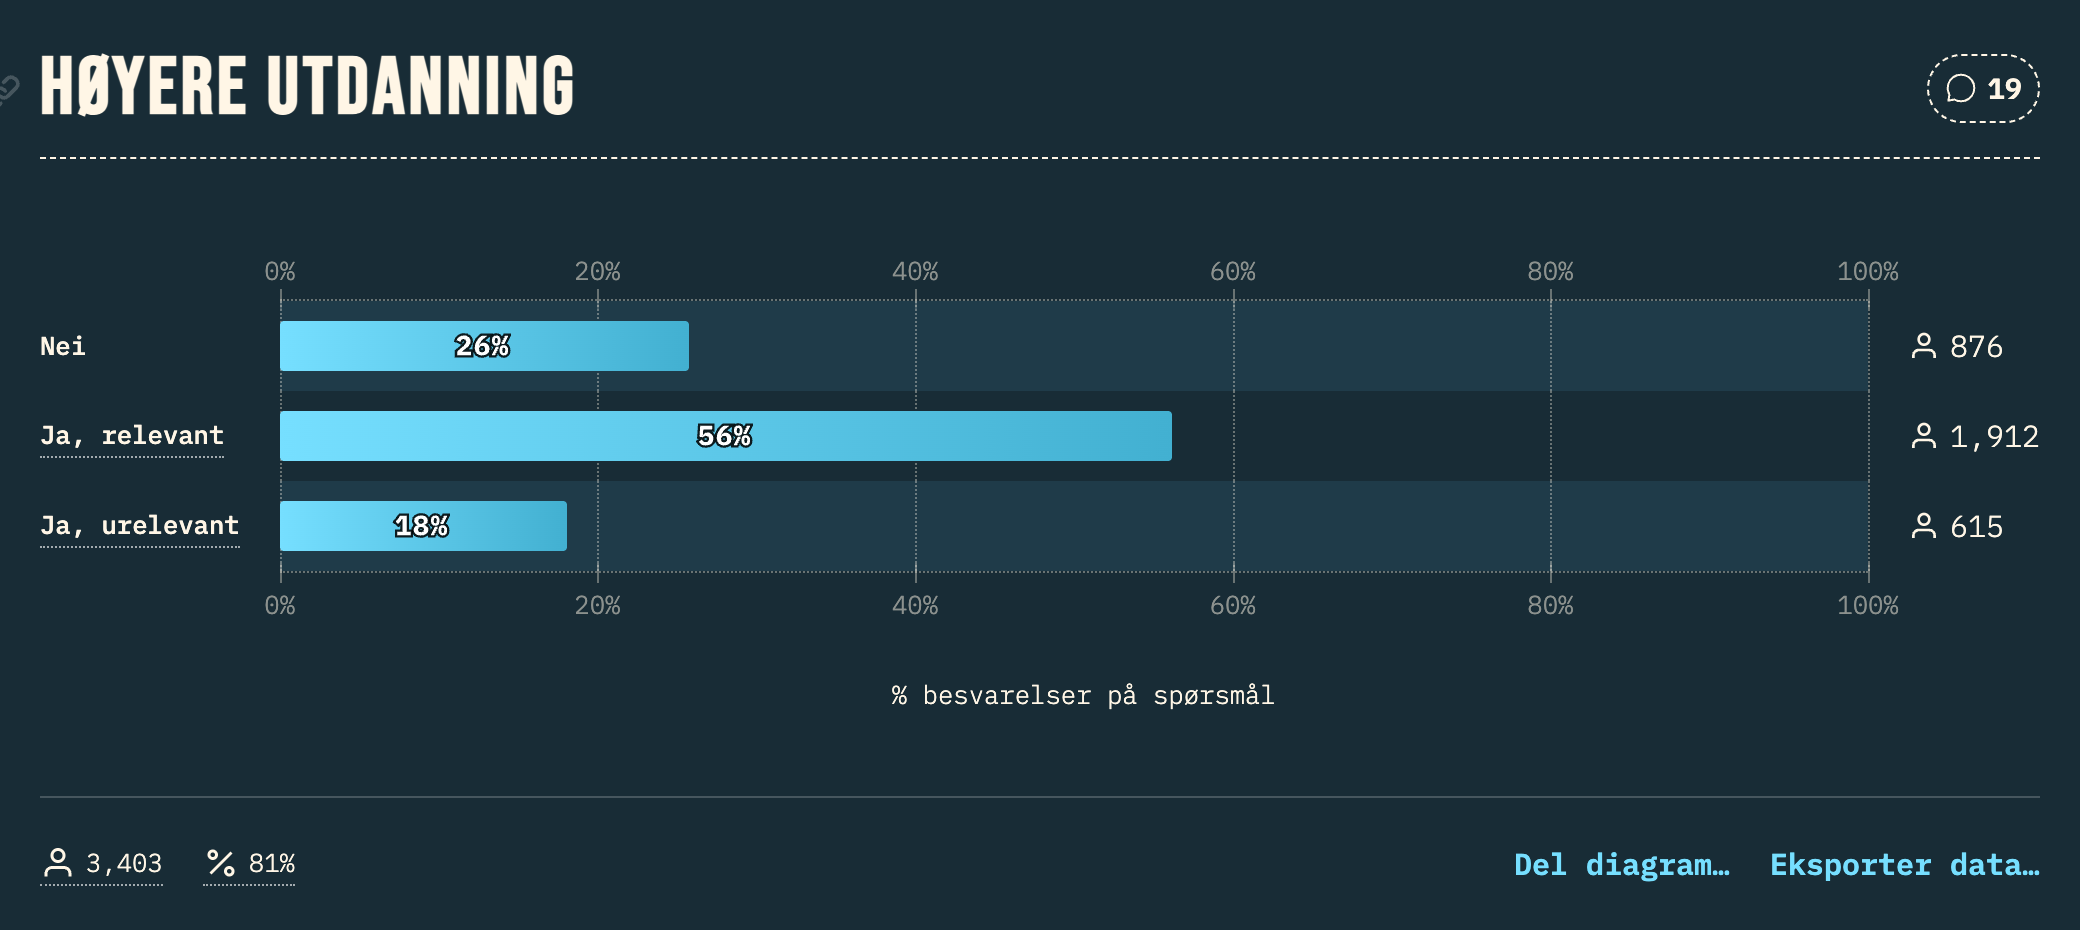 HØYERE UTDANNING
19
0% 20% 40% 60% 80% 100%
Nei 26% 876
Ja, relevant 56% 1,912
Ja, urelevant 18% 615
0% 20% 40% 60% 80% 100%
% besvarelser på spørsmål
3,403 81% Del diagram… Eksporter data…